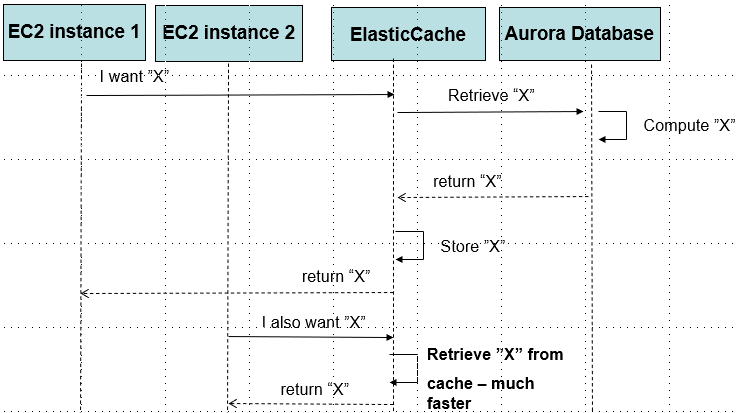 EC2 instance 1
EC2 instance 2
ElasticCache
Aurora Database
I want ”X”
Retrieve “X”
Compute ”X”
return “X”
Store ”X”
return “X”
I also want ”X”
Retrieve ”X” from
cache – much
faster
return “X”